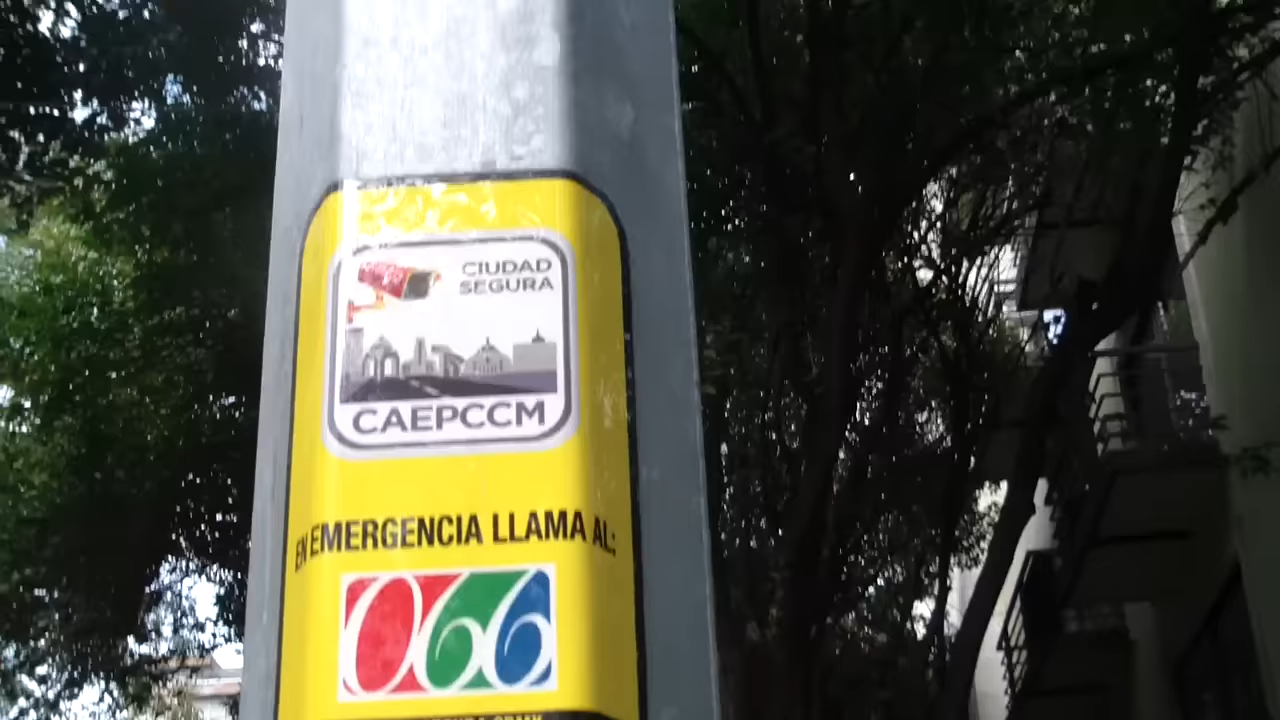 CIUDAD
SEGURA
CAEPCCM
EN EMERGENCIA LLAMA AL:
066